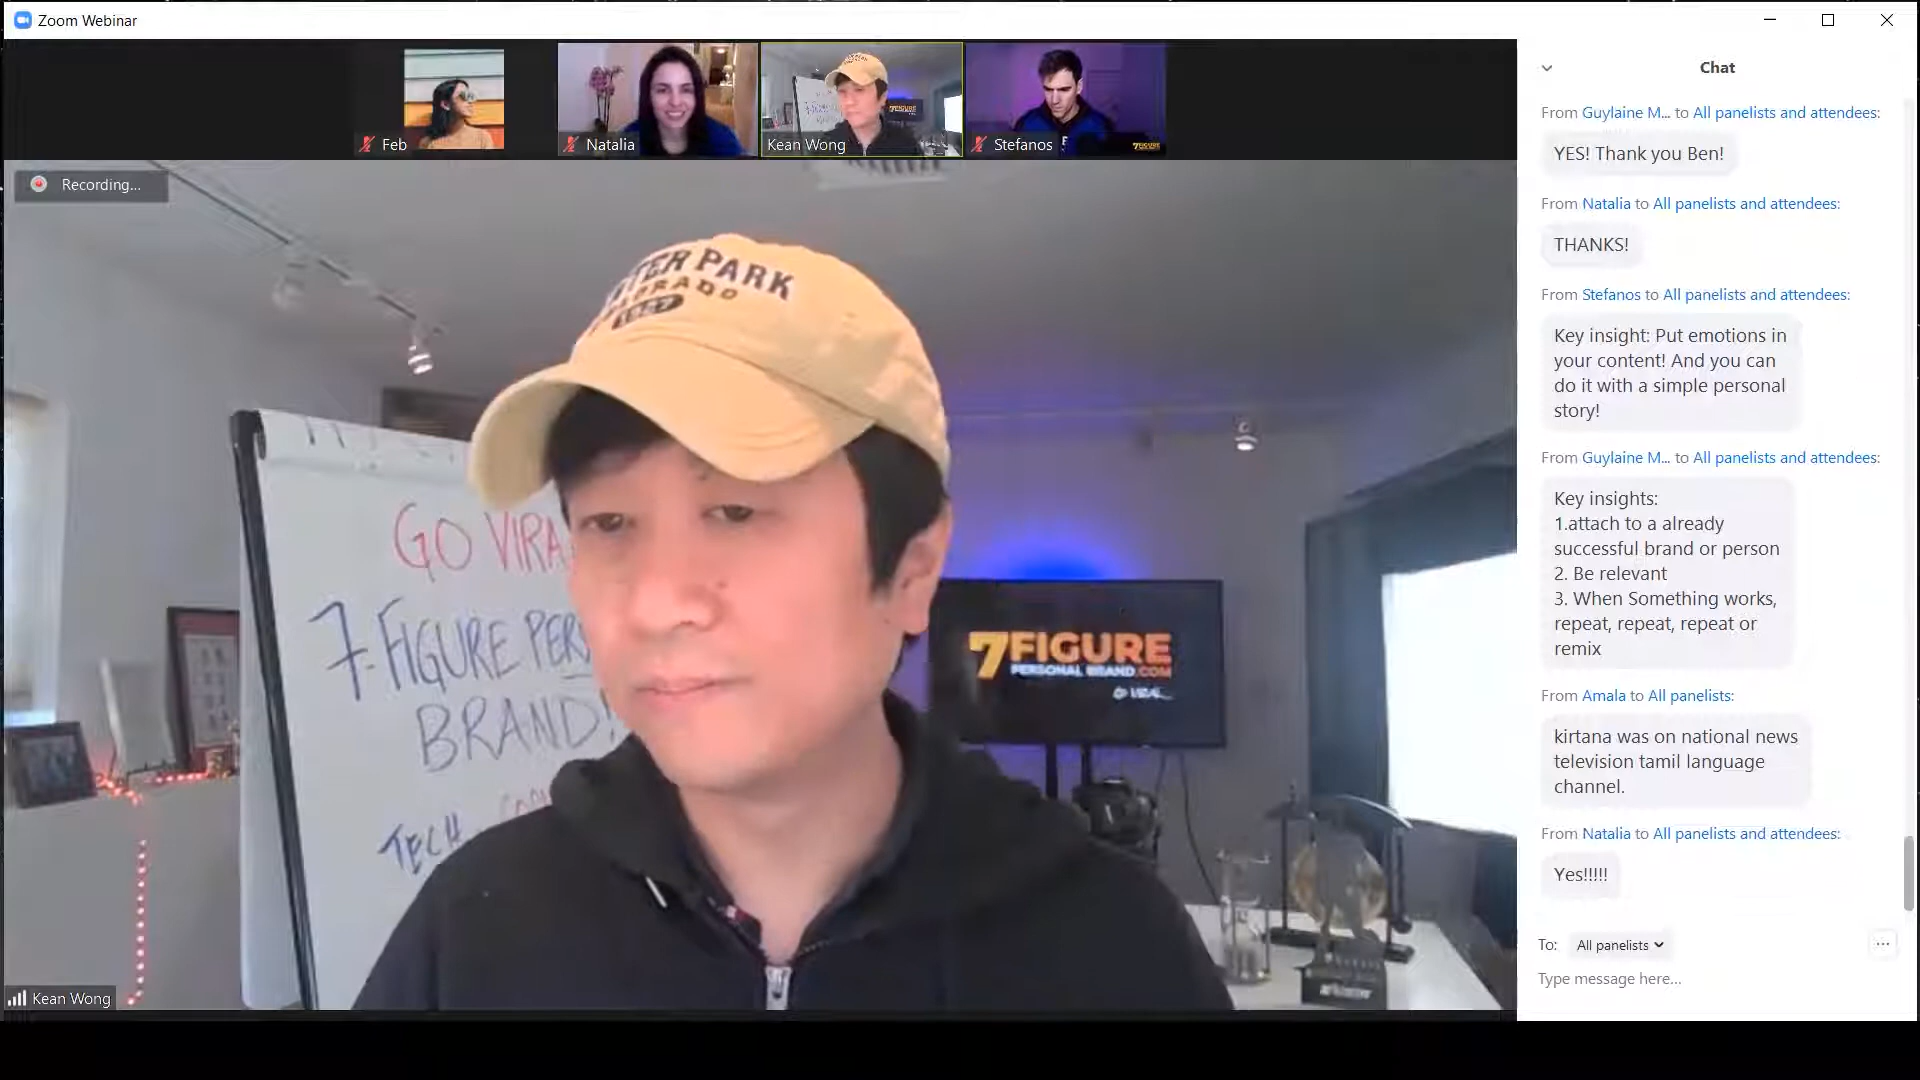 Zoom Webinar
Feb
Natalia
Kean Wong
Stefanos
7FIGURE
Recording...
PARK
1927
GO VIRA
7-FIGURE PER
BRAND!
TECH
7FIGURE
PERSONAL BRAND.COM
Kean Wong
Chat
From Guylaine M... to All panelists and attendees:
YES! Thank you Ben!
From Natalia to All panelists and attendees:
THANKS!
From Stefanos to All panelists and attendees:
Key insight: Put emotions in
your content! And you can
do it with a simple personal
story!
From Guylaine M... to All panelists and attendees:
Key insights:
1.attach to a already
successful brand or person
2. Be relevant
3. When Something works,
repeat, repeat, repeat or
remix
From Amala to All panelists:
kirtana was on national news
television tamil language
channel.
From Natalia to All panelists and attendees:
Yes!!!!!
To: All panelists
Type message here...